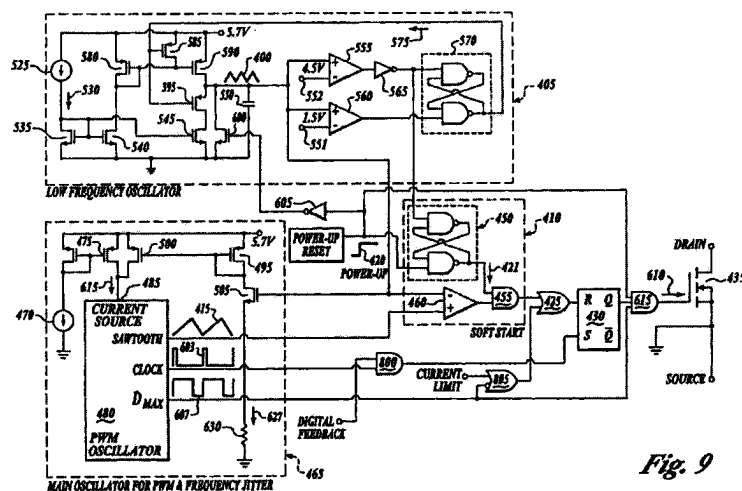 585
5.7V
580
590
400
525
530
535
540
595
545
550
600
575
570
4.5V
555
552
565
560
1.5V
551
405
LOW FREQUENCY OSCILLATOR
605
POWER-UP
RESET
420
POWER-UP
450
410
421
460
455
SOFT START
425
R Q
430
S Q̅
615
610
DRAIN
435
SOURCE
475
500
5.7V
495
615
485
505
470
CURRENT
SOURCE
415
SAWTOOTH
603
CLOCK
DMAX
607
480
PWM
OSCILLATOR
627
630
465
MAIN OSCILLATOR FOR PWM & FREQUENCY JITTER
800
CURRENT
LIMIT
805
DIGITAL
FEEDBACK
Fig. 9